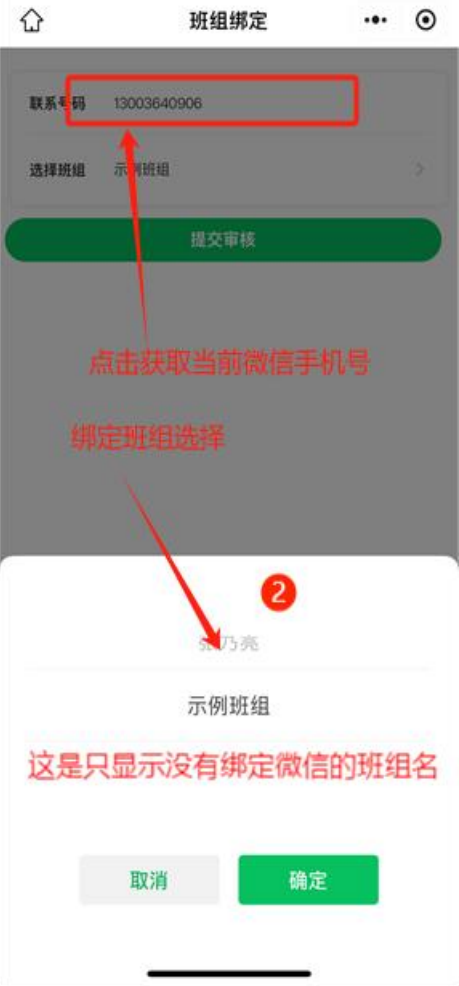 班组绑定
联系号码 13003640906
选择班组 示例班组
提交审核
点击获取当前微信手机号
绑定班组选择
2
张乃亮
示例班组
这是只显示没有绑定微信的班组名
取消 确定